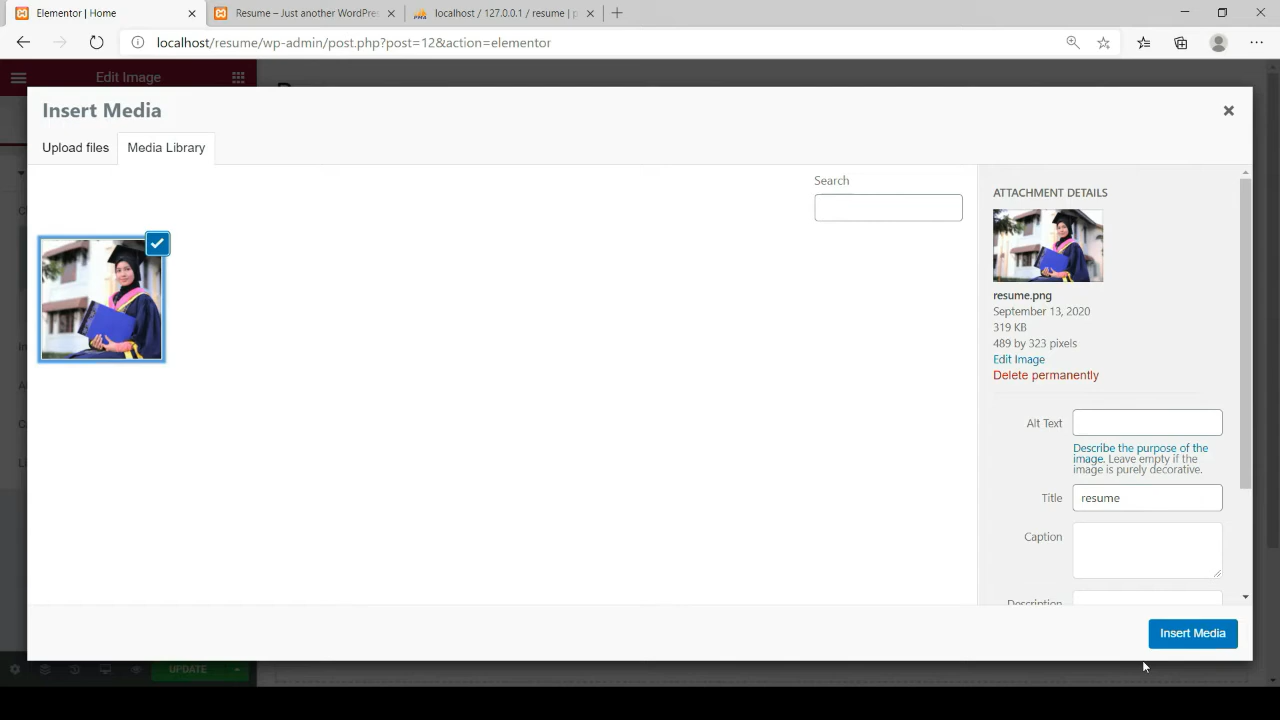 Elementor | Home
Resume – Just another WordPres
localhost / 127.0.0.1 / resume | p
localhost/resume/wp-admin/post.php?post=12&action=elementor
Edit Image
Insert Media
Upload files
Media Library
Search
ATTACHMENT DETAILS
resume.png
September 13, 2020
319 KB
489 by 323 pixels
Edit Image
Delete permanently
Alt Text
Describe the purpose of the
image. Leave empty if the
image is purely decorative.
Title
resume
Caption
Description
Insert Media
UPDATE